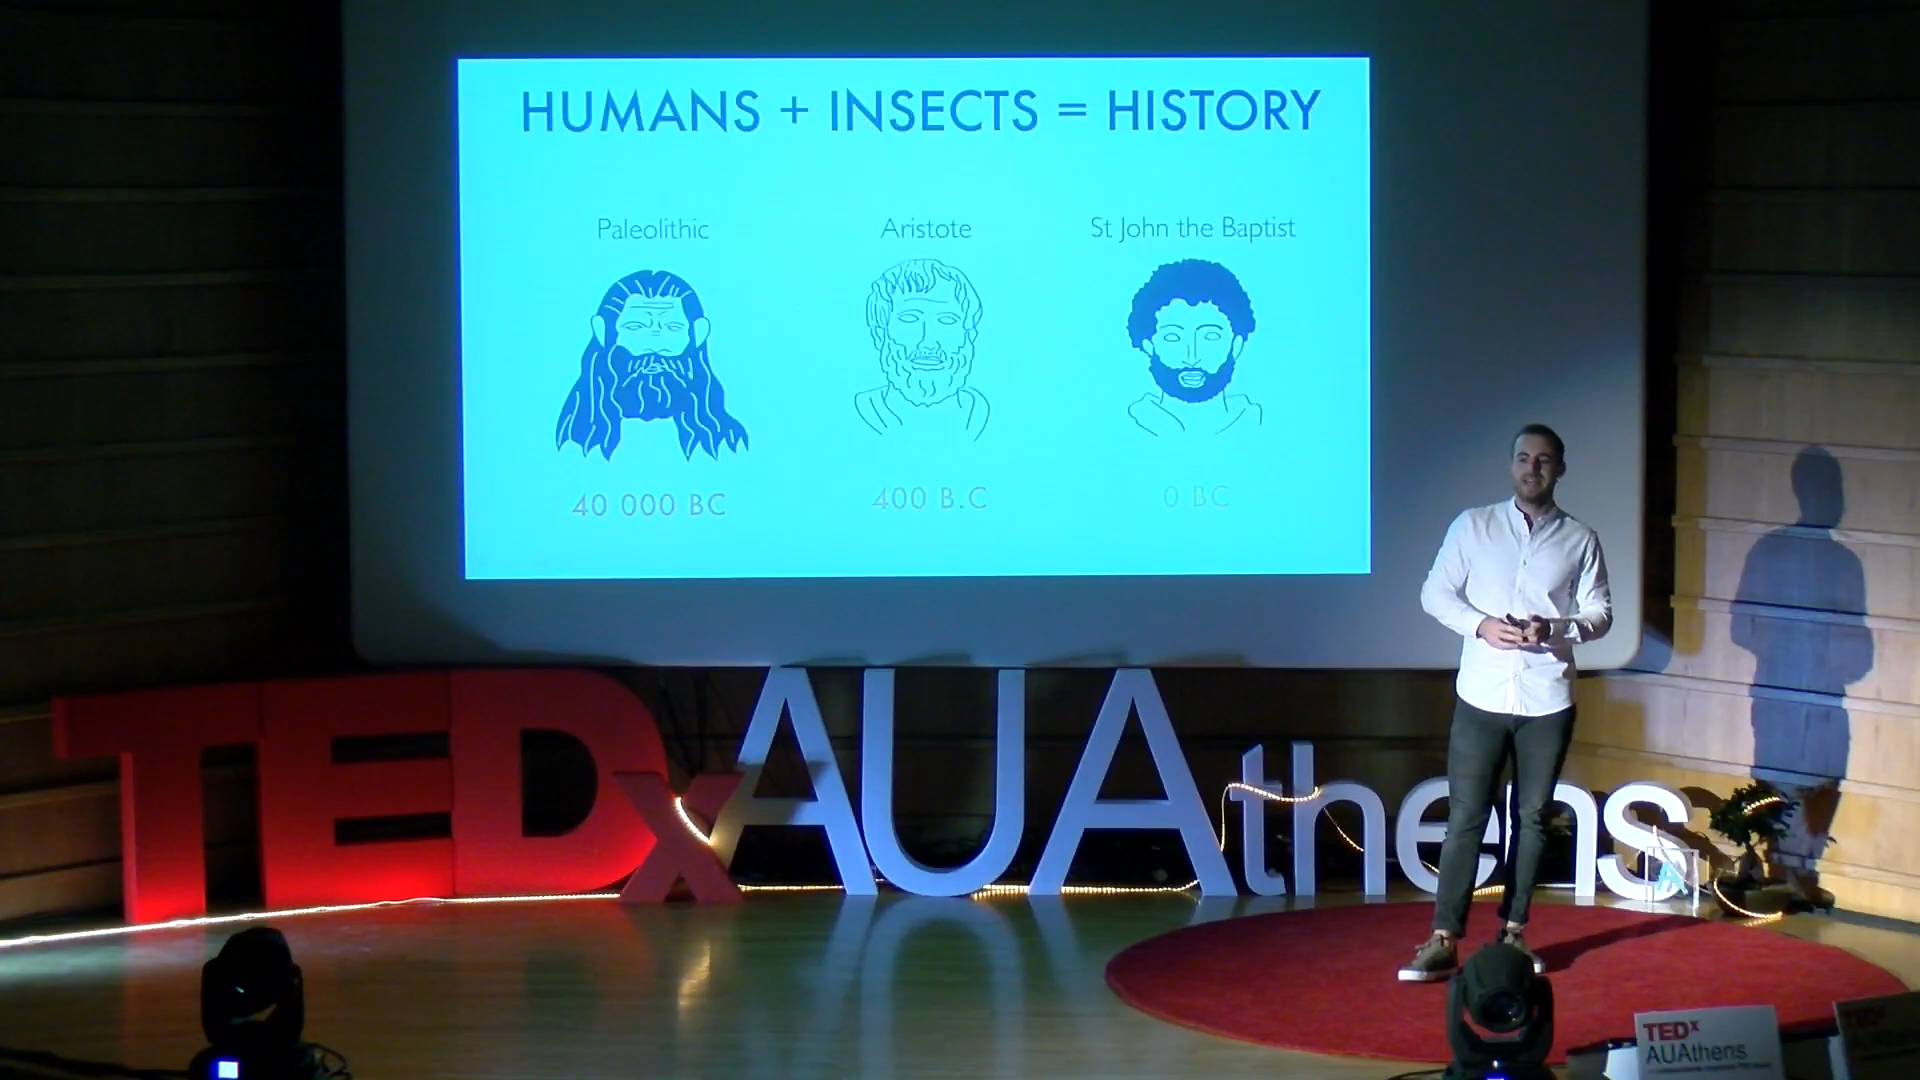 HUMANS + INSECTS = HISTORY
Paleolithic
Aristote
St John the Baptist
40 000 BC
400 B.C
0 BC
TEDxAUAthens
TEDx
AUAthens